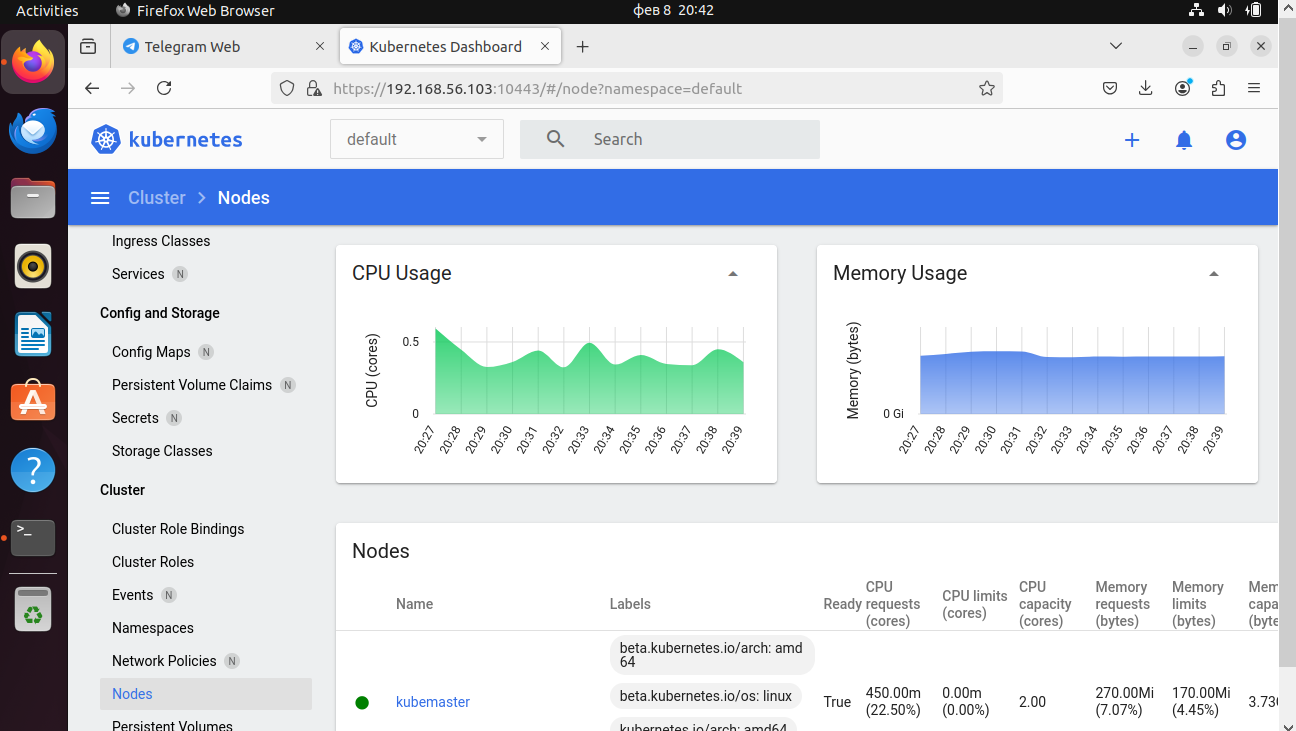 Activities
Firefox Web Browser
фев 8 20:42
Telegram Web
Kubernetes Dashboard
https://192.168.56.103:10443/#/node?namespace=default
kubernetes
default
Search
Cluster
Nodes
Ingress Classes
Services N
Config and Storage
Config Maps N
Persistent Volume Claims N
Secrets N
Storage Classes
Cluster
Cluster Role Bindings
Cluster Roles
Events N
Namespaces
Network Policies N
Nodes
Persistent Volumes
CPU Usage
CPU (cores)
0.5
0
20:27 20:28 20:29 20:30 20:31 20:32 20:33 20:34 20:35 20:36 20:37 20:38 20:39
Memory Usage
Memory (bytes)
0 Gi
20:27 20:28 20:29 20:30 20:31 20:32 20:33 20:34 20:35 20:36 20:37 20:38 20:39
Nodes
Name
Labels
Ready
CPU
requests
(cores)
CPU limits
(cores)
CPU
capacity
(cores)
Memory
requests
(bytes)
Memory
limits
(bytes)
kubemaster
beta.kubernetes.io/arch: amd
64
beta.kubernetes.io/os: linux
kubernetes.io/arch: amd64
True
450.00m
(22.50%)
0.00m
(0.00%)
2.00
270.00Mi
(7.07%)
170.00Mi
(4.45%)